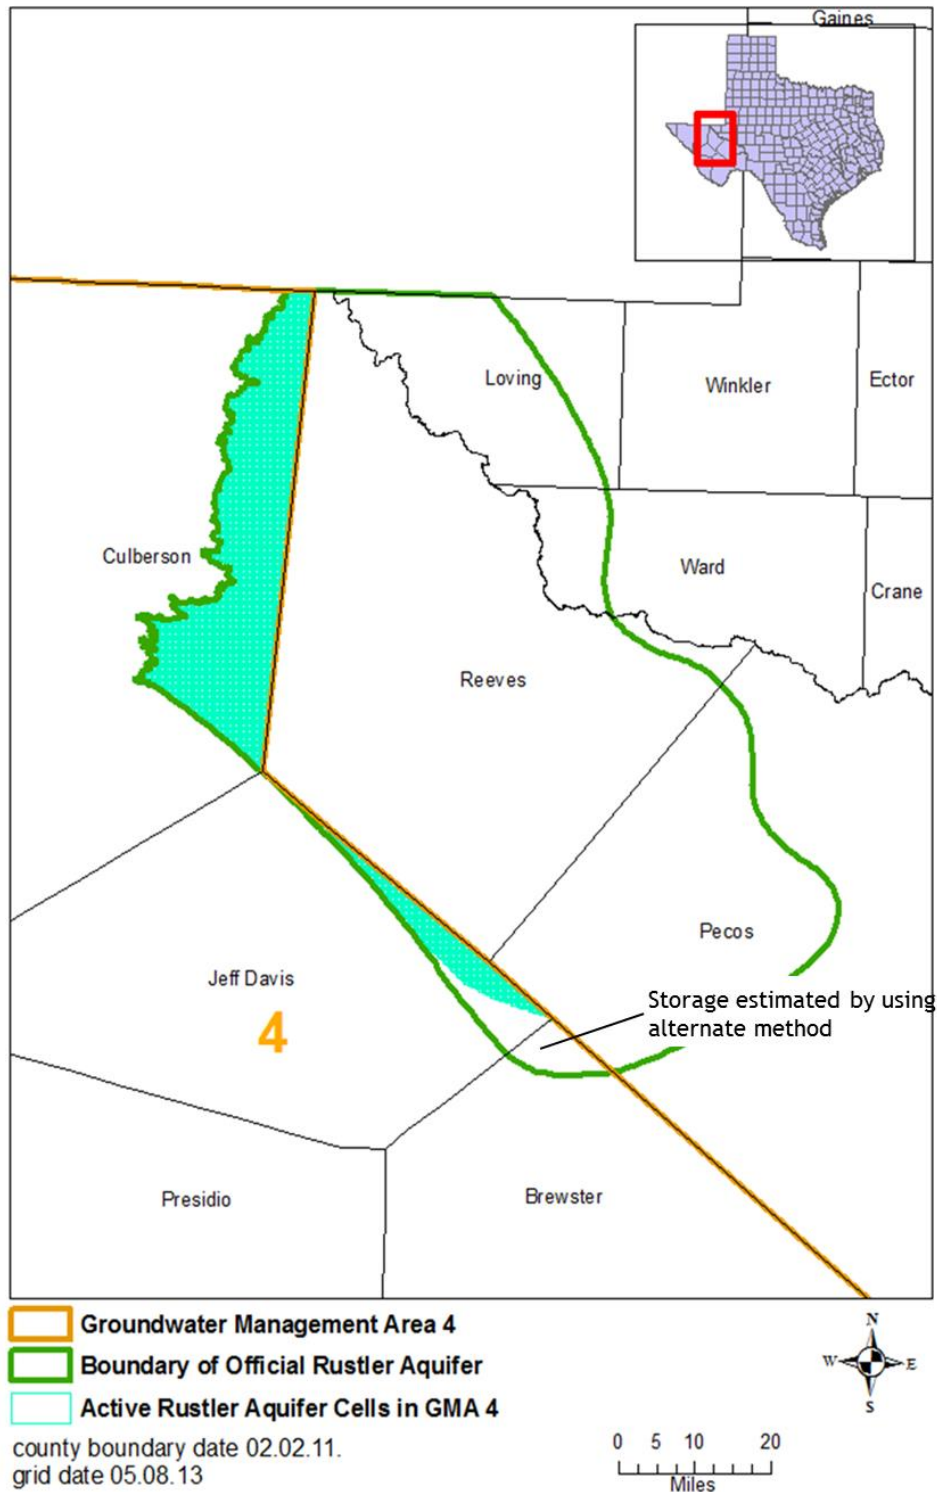 Gaines
Loving
Winkler
Ector
Culberson
Ward
Crane
Reeves
Pecos
Jeff Davis
Storage estimated by using
alternate method
4
Presidio
Brewster
Groundwater Management Area 4
Boundary of Official Rustler Aquifer
Active Rustler Aquifer Cells in GMA 4
county boundary date 02.02.11.
grid date 05.08.13
N
W
E
S
0 5 10 20
Miles